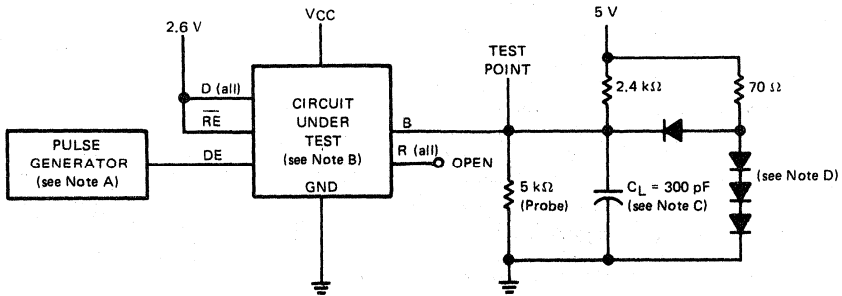 2.6 V
VCC
5 V
D (all)
RE
DE
PULSE
GENERATOR
(see Note A)
CIRCUIT
UNDER
TEST
(see Note B)
GND
B
R (all)
OPEN
TEST
POINT
5 kΩ
(Probe)
2.4 kΩ
70 Ω
CL = 300 pF
(see Note C)
(see Note D)